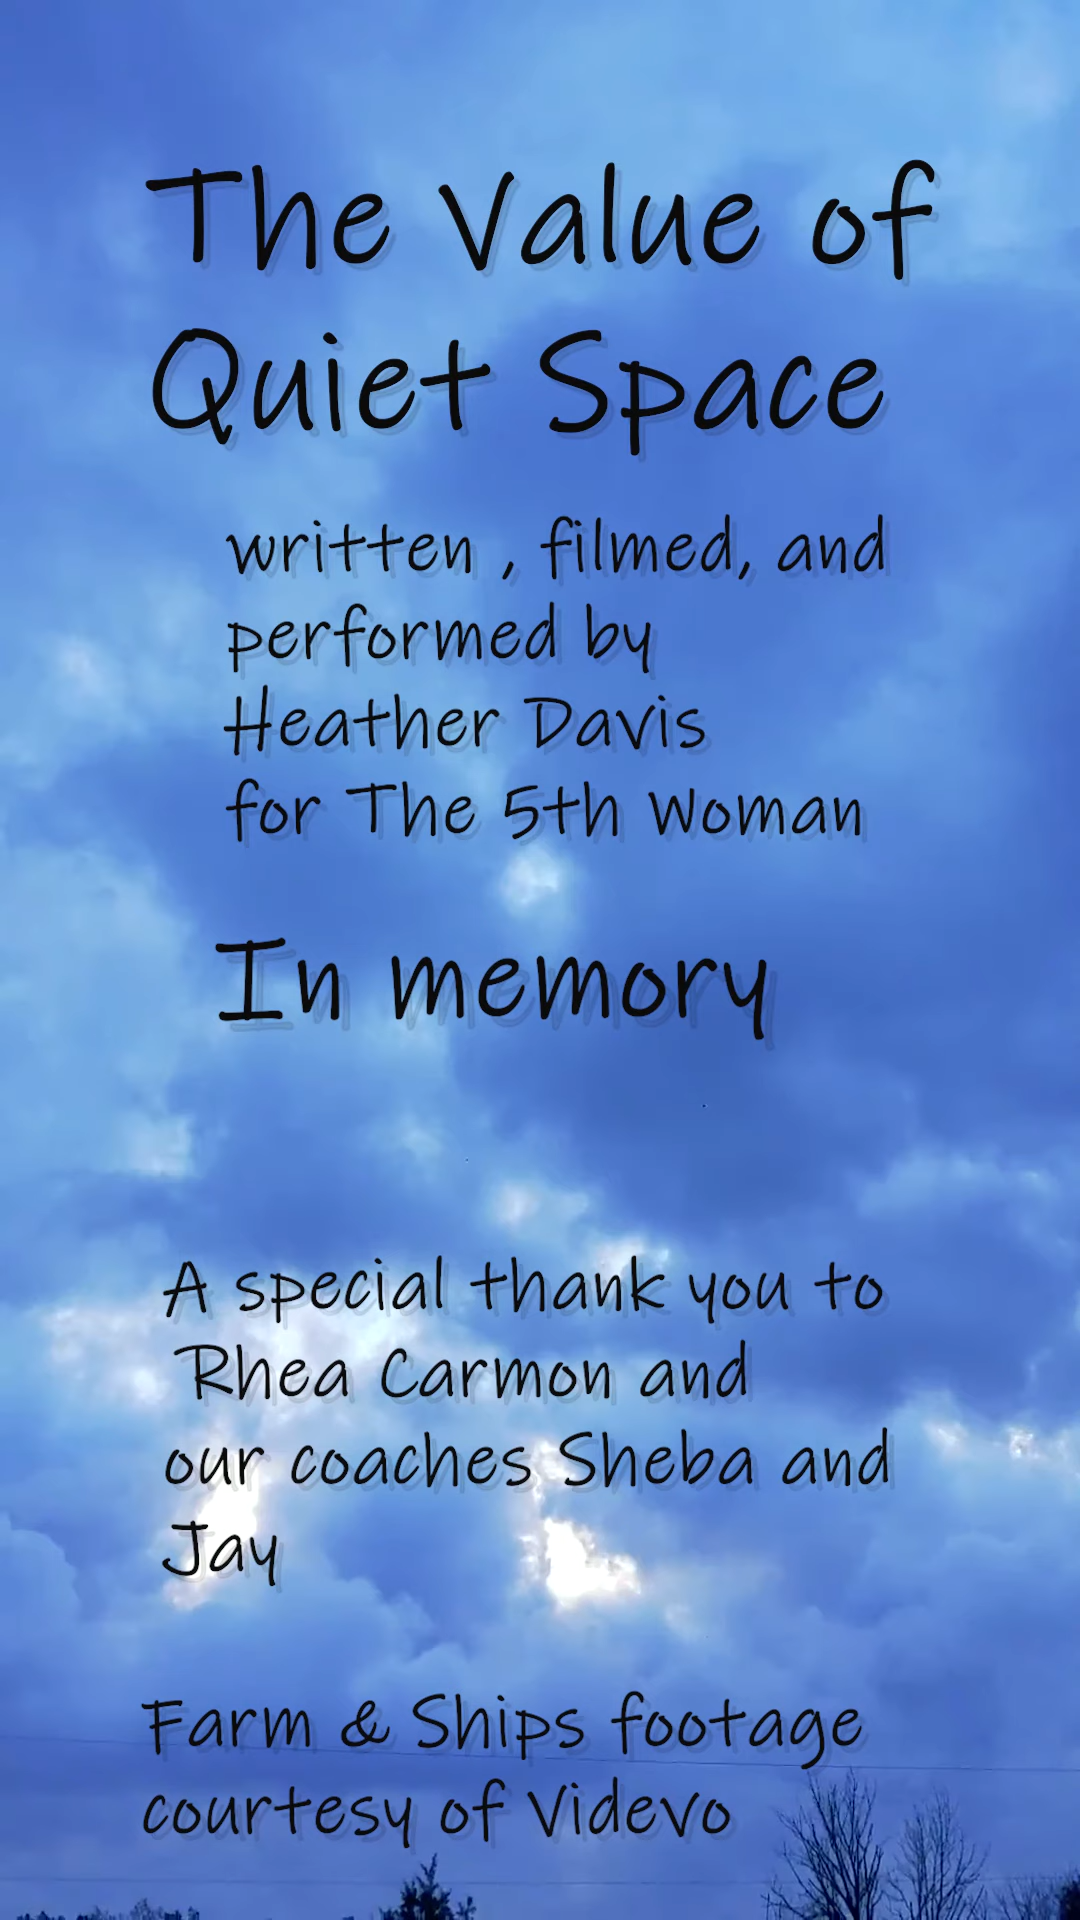 The Value of
Quiet Space
written , filmed, and
performed by
Heather Davis
for The 5th Woman
In memory
A special thank you to
Rhea Carmon and
our coaches Sheba and
Jay
Farm & Ships footage
courtesy of Videvo